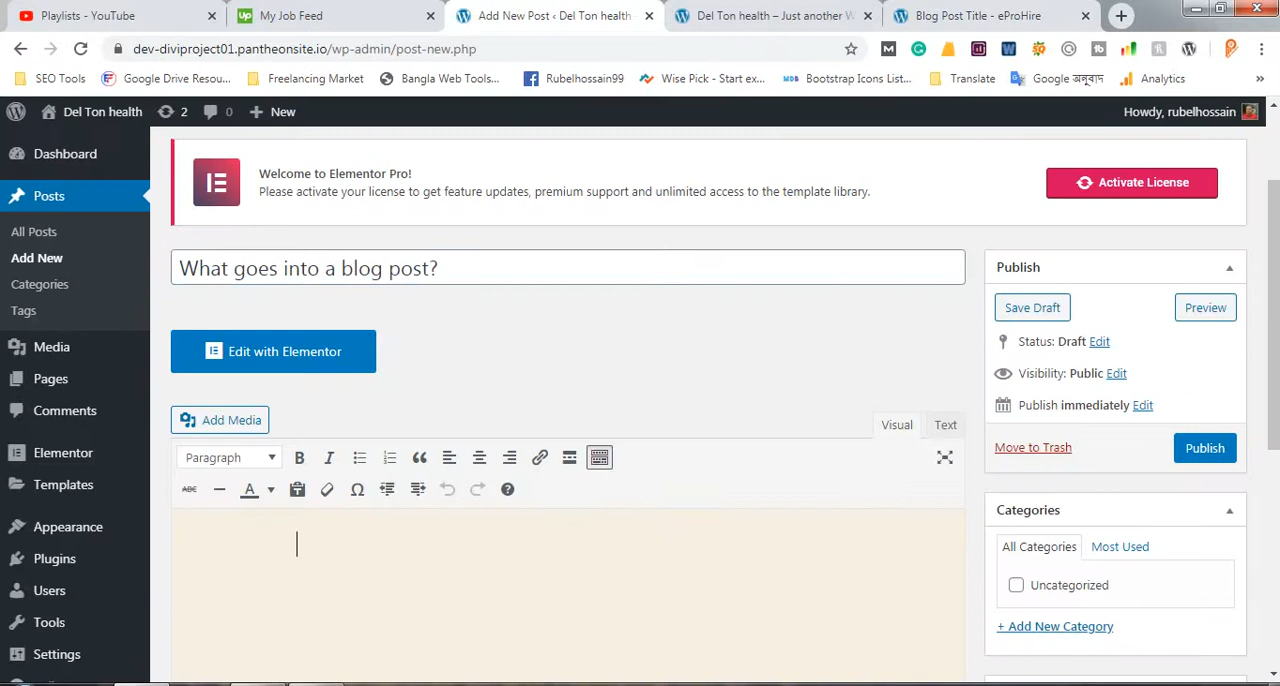 Playlists - YouTube
My Job Feed
Add New Post ‹ Del Ton health
Del Ton health – Just another W
Blog Post Title - eProHire
dev-diviproject01.pantheonsite.io/wp-admin/post-new.php
SEO Tools
Google Drive Resou...
Freelancing Market
Bangla Web Tools...
Rubelhossain99
Wise Pick - Start ex...
Bootstrap Icons List...
Translate
Google অনুবাদ
Analytics
Del Ton health
2
0
New
Howdy, rubelhossain
Dashboard
Posts
All Posts
Add New
Categories
Tags
Media
Pages
Comments
Elementor
Templates
Appearance
Plugins
Users
Tools
Settings
Welcome to Elementor Pro!
Please activate your license to get feature updates, premium support and unlimited access to the template library.
Activate License
What goes into a blog post?
Edit with Elementor
Add Media
Visual
Text
Paragraph
B
I
ABC
A
Publish
Save Draft
Preview
Status: Draft Edit
Visibility: Public Edit
Publish immediately Edit
Move to Trash
Publish
Categories
All Categories
Most Used
Uncategorized
+ Add New Category